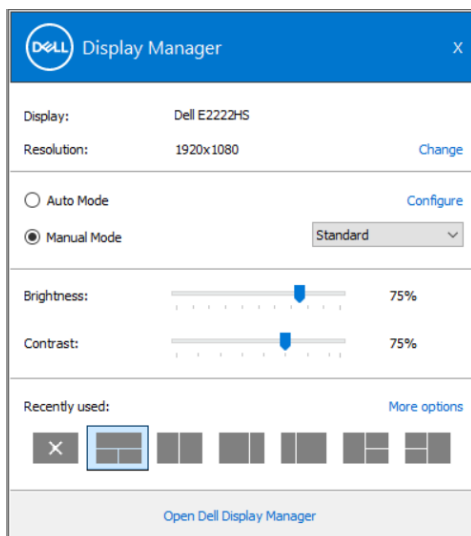 DELL Display Manager X
Display: Dell E2222HS
Resolution: 1920x1080 Change
Auto Mode Configure
Manual Mode Standard
Brightness: 75%
Contrast: 75%
Recently used: More options
Open Dell Display Manager